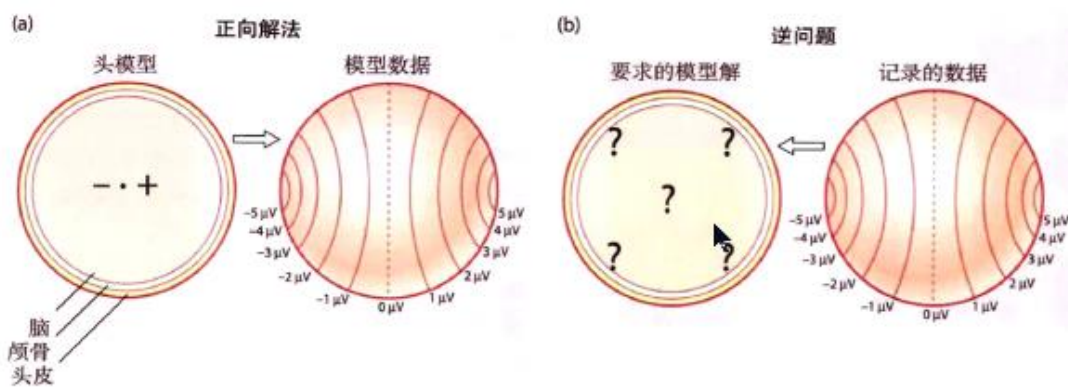 (a)
正向解法
头模型
模型数据
− · +
-5 μV
-4 μV
-3 μV
-2 μV
-1 μV
0 μV
1 μV
2 μV
3 μV
4 μV
5 μV
脑
颅骨
头皮
(b)
逆问题
要求的模型解
记录的数据
? ?
?
? ?
-5 μV
-4 μV
-3 μV
-2 μV
-1 μV
0 μV
1 μV
2 μV
3 μV
4 μV
5 μV